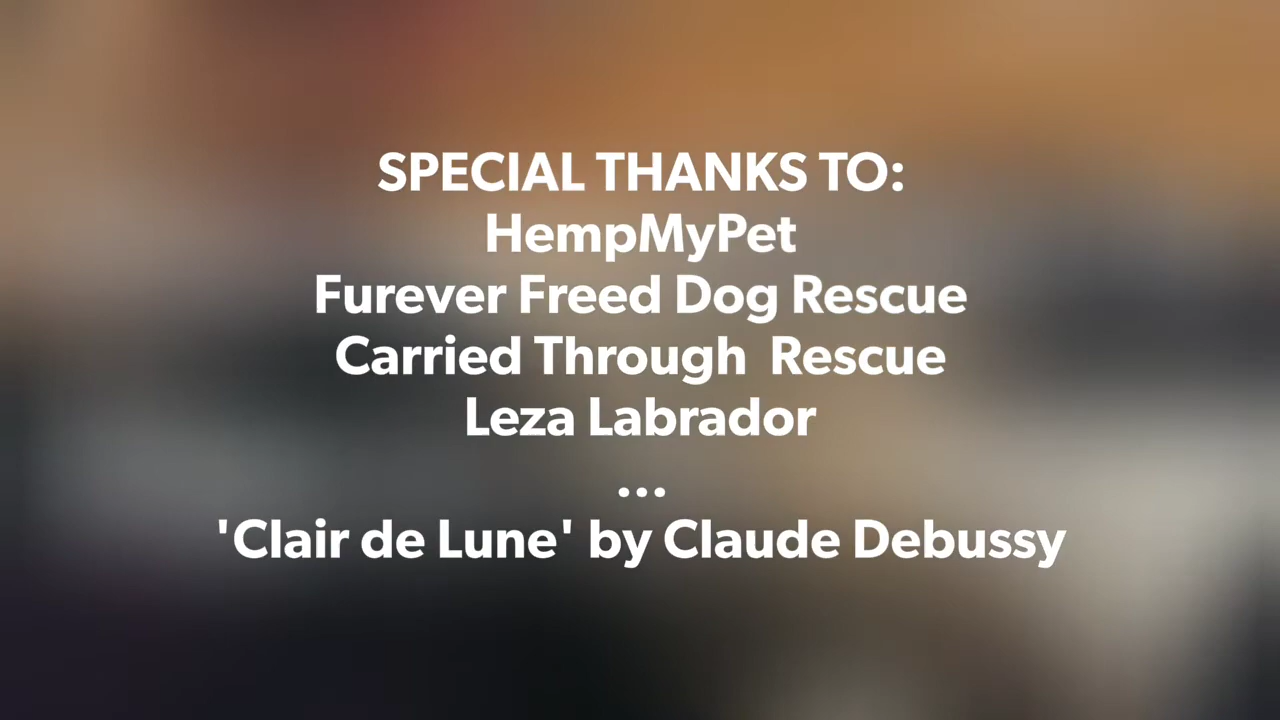 SPECIAL THANKS TO:
HempMyPet
Furever Freed Dog Rescue
Carried Through  Rescue
Leza Labrador
...
'Clair de Lune' by Claude Debussy